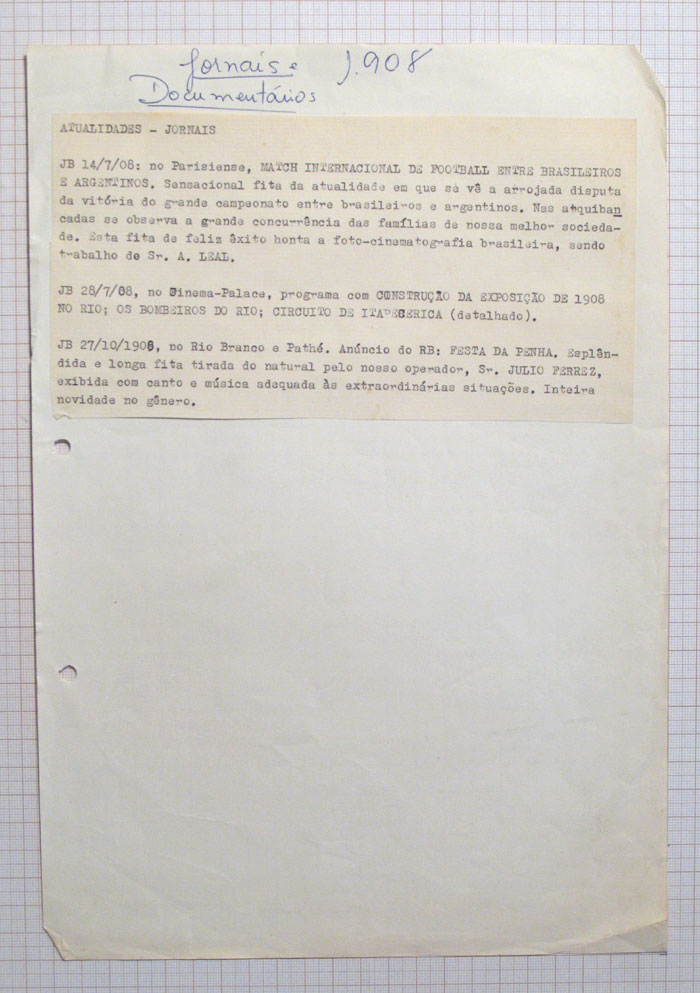 Jornais e 1.908
Documentários
ATUALIDADES - JORNAIS
JB 14/7/08: no Parisiense, MATCH INTERNACIONAL DE FOOTBALL ENTRE BRASILEIROS
E ARGENTINOS. Sensacional fita da atualidade em que se vê a arrojada disputa
da vitória do grande campeonato entre brasileiros e argentinos. Nas atquiban
cadas se observa a grande concurrência das famílias de nossa melhor socieda-
de. Esta fita de feliz êxito honta a foto-cinematografia brasileira, sendo
trabalho de Sr. A. LEAL.
JB 28/7/08, no Cinema-Palace, programa com CONSTRUÇÃO DA EXPOSIÇÃO DE 1908
NO RIO; OS BOMBEIROS DO RIO; CIRCUITO DE ITAPECERICA (detalhado).
JB 27/10/1908, no Rio Branco e Pathé. Anúncio do RB: FESTA DA PENHA. Esplên-
dida e longa fita tirada do natural pelo nosso operador, Sr. JULIO FERREZ,
exibida com canto e música adequada às extraordinárias situações. Inteira
novidade no gênero.